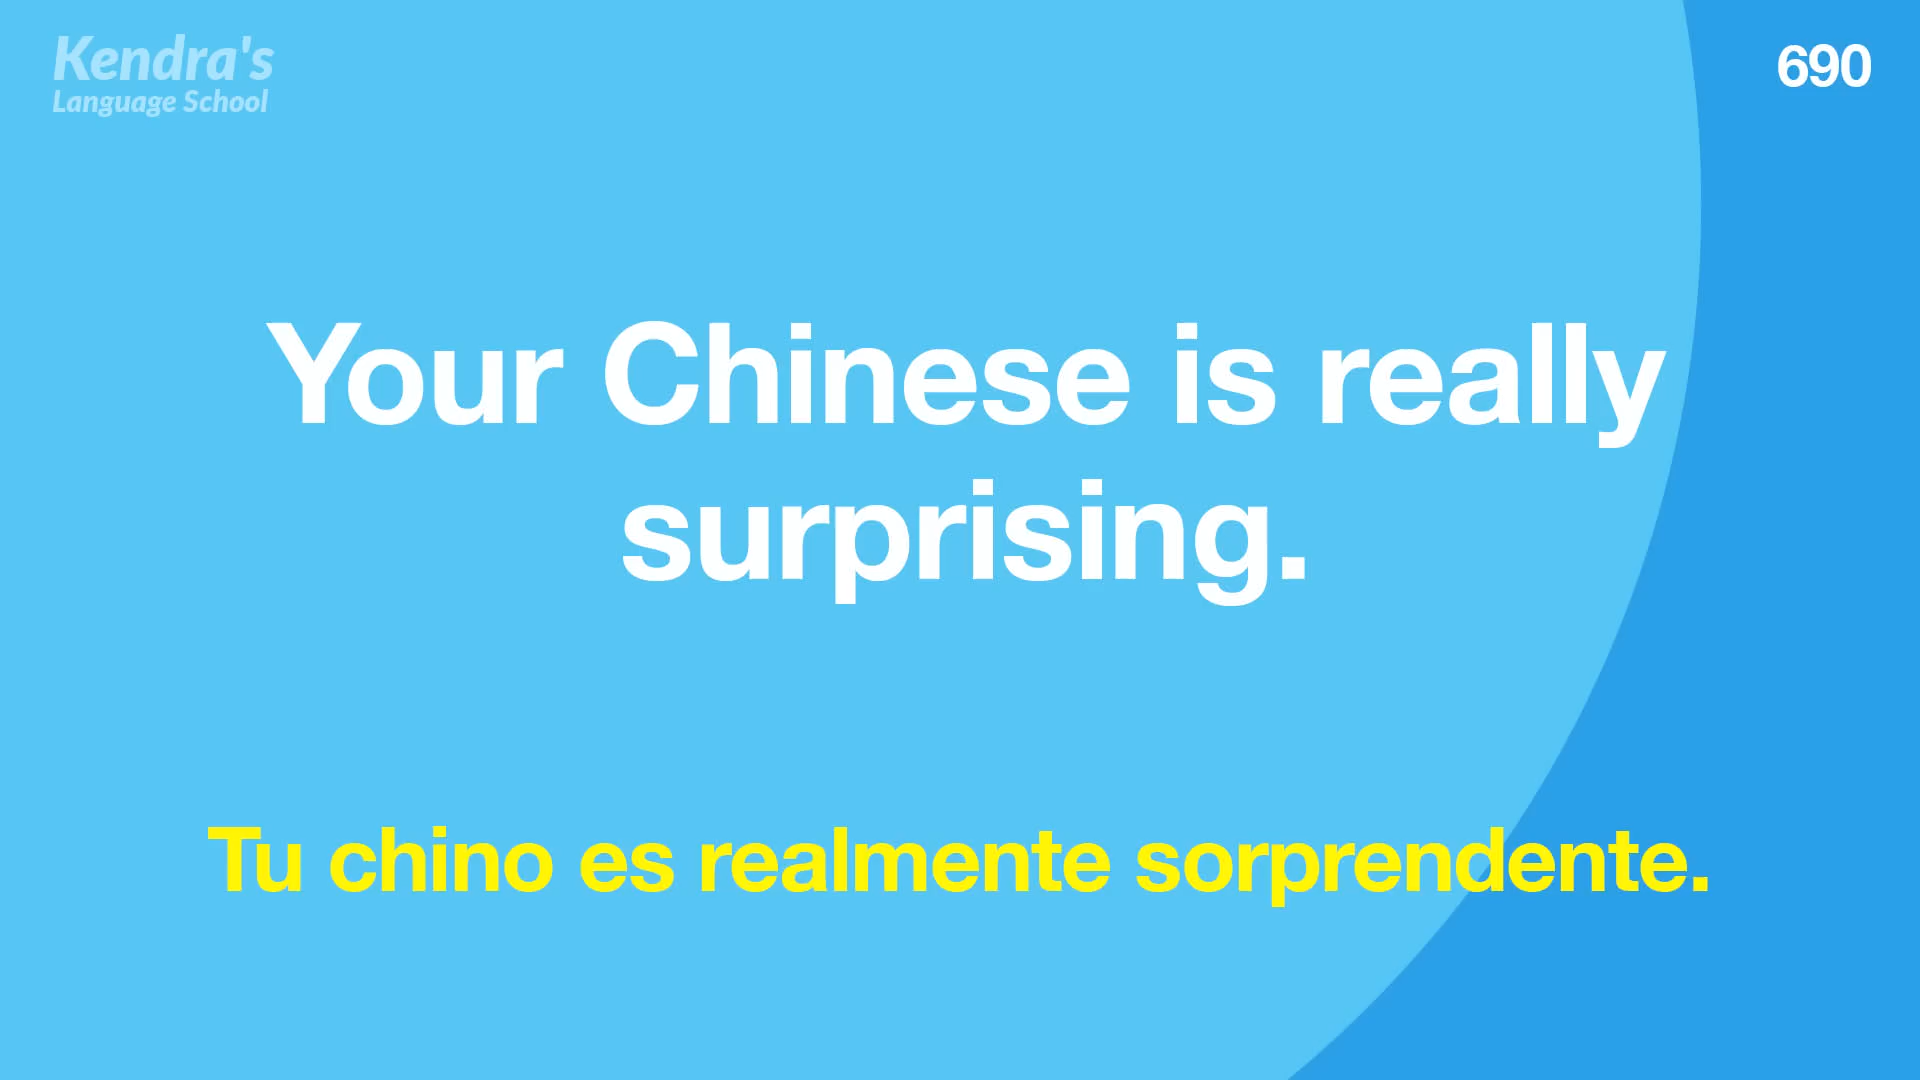 Kendra's
Language School
690
Your Chinese is really
surprising.
Tu chino es realmente sorprendente.